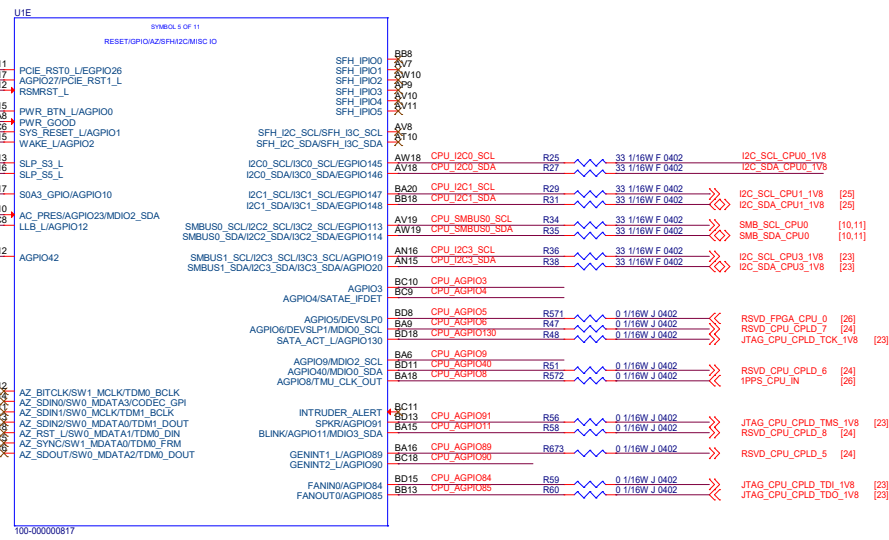 U1E
SYMBOL 5 OF 11
RESET/GPIO/AZ/SFH/I2C/MISC IO
SFH_IPIO0 BB8
PCIE_RST0_L/EGPIO26 SFH_IPIO1 AV7
AGPIO27/PCIE_RST1_L SFH_IPIO2 AW10
RSMRST_L SFH_IPIO3 AP9
SFH_IPIO4 AV10
PWR_BTN_L/AGPIO0 SFH_IPIO5 AV11
PWR_GOOD
SYS_RESET_L/AGPIO1 SFH_I2C_SCL/SFH_I3C_SCL AV8
WAKE_L/AGPIO2 SFH_I2C_SDA/SFH_I3C_SDA AT10
SLP_S3_L I2C0_SCL/I3C0_SCL/EGPIO145 AW18 CPU_I2C0_SCL R25 33 1/16W F 0402 I2C_SCL_CPU0_1V8
SLP_S5_L I2C0_SDA/I3C0_SDA/EGPIO146 AV18 CPU_I2C0_SDA R27 33 1/16W F 0402 I2C_SDA_CPU0_1V8
S0A3_GPIO/AGPIO10 I2C1_SCL/I3C1_SCL/EGPIO147 BA20 CPU_I2C1_SCL R29 33 1/16W F 0402 I2C_SCL_CPU1_1V8 [25]
I2C1_SDA/I3C1_SDA/EGPIO148 BB18 CPU_I2C1_SDA R31 33 1/16W F 0402 I2C_SDA_CPU1_1V8 [25]
AC_PRES/AGPIO23/MDIO2_SDA
LLB_L/AGPIO12 SMBUS0_SCL/I2C2_SCL/I3C2_SCL/EGPIO113 AV19 CPU_SMBUS0_SCL R34 33 1/16W F 0402 SMB_SCL_CPU0 [10,11]
SMBUS0_SDA/I2C2_SDA/I3C2_SDA/EGPIO114 AW19 CPU_SMBUS0_SDA R35 33 1/16W F 0402 SMB_SDA_CPU0 [10,11]
AGPIO42 SMBUS1_SCL/I2C3_SCL/I3C3_SCL/AGPIO19 AN16 CPU_I2C3_SCL R36 33 1/16W F 0402 I2C_SCL_CPU3_1V8 [23]
SMBUS1_SDA/I2C3_SDA/I3C3_SDA/AGPIO20 AN15 CPU_I2C3_SDA R38 33 1/16W F 0402 I2C_SDA_CPU3_1V8 [23]
AGPIO3 BC10 CPU_AGPIO3
AGPIO4/SATAE_IFDET BC9 CPU_AGPIO4
AGPIO5/DEVSLP0 BD8 CPU_AGPIO5 R571 0 1/16W J 0402 RSVD_FPGA_CPU_0 [26]
AGPIO6/DEVSLP1/MDIO0_SCL BA9 CPU_AGPIO6 R47 0 1/16W J 0402 RSVD_CPU_CPLD_7 [24]
SATA_ACT_L/AGPIO130 BD18 CPU_AGPIO130 R48 0 1/16W J 0402 JTAG_CPU_CPLD_TCK_1V8 [23]
AGPIO9/MDIO2_SCL BA6 CPU_AGPIO9
AGPIO40/MDIO0_SDA BD11 CPU_AGPIO40 R51 0 1/16W J 0402 RSVD_CPU_CPLD_6 [24]
AGPIO8/TMU_CLK_OUT BA18 CPU_AGPIO8 R572 0 1/16W J 0402 1PPS_CPU_IN [26]
AZ_BITCLK/SW1_MCLK/TDM0_BCLK
AZ_SDIN0/SW0_MDATA3/CODEC_GPI
AZ_SDIN1/SW0_MCLK/TDM1_BCLK INTRUDER_ALERT BC11
AZ_SDIN2/SW0_MDATA0/TDM1_DOUT SPKR/AGPIO91 BD13 CPU_AGPIO91 R56 0 1/16W J 0402 JTAG_CPU_CPLD_TMS_1V8 [23]
AZ_RST_L/SW0_MDATA1/TDM0_DIN BLINK/AGPIO11/MDIO3_SDA BA15 CPU_AGPIO11 R58 0 1/16W J 0402 RSVD_CPU_CPLD_8 [24]
AZ_SYNC/SW1_MDATA0/TDM0_FRM
AZ_SDOUT/SW0_MDATA2/TDM0_DOUT GENINT1_L/AGPIO89 BA16 CPU_AGPIO89 R673 0 1/16W J 0402 RSVD_CPU_CPLD_5 [24]
GENINT2_L/AGPIO90 BC18 CPU_AGPIO90
FANIN0/AGPIO84 BD15 CPU_AGPIO84 R59 0 1/16W J 0402 JTAG_CPU_CPLD_TDI_1V8 [23]
FANOUT0/AGPIO85 BB13 CPU_AGPIO85 R60 0 1/16W J 0402 JTAG_CPU_CPLD_TDO_1V8 [23]
100-000000817